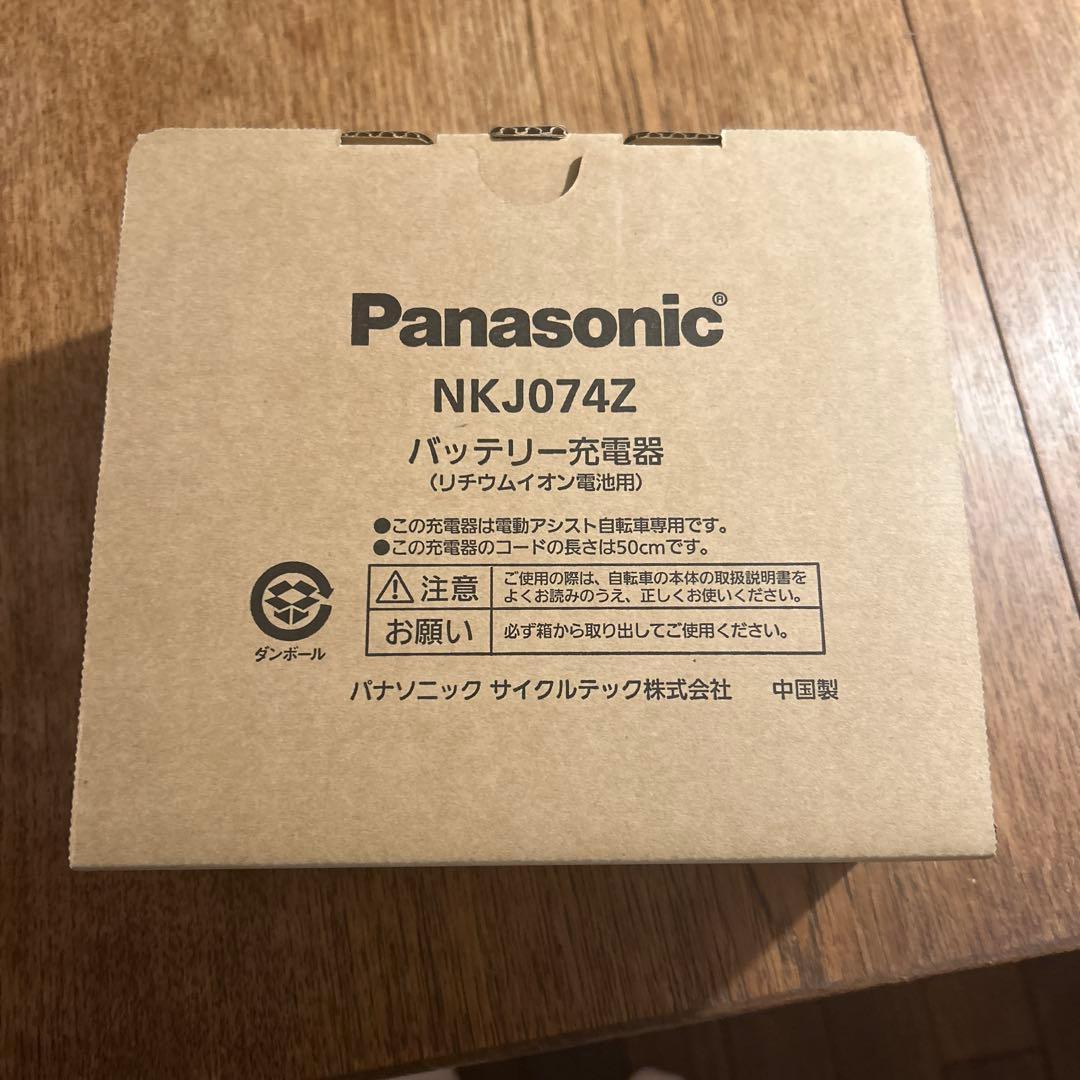 Panasonic®
NKJ074Z
バッテリー充電器
(リチウムイオン電池用)
●この充電器は電動アシスト自転車専用です。
●この充電器のコードの長さは50cmです。
⚠注意 ご使用の際は、自転車の本体の取扱説明書を
よくお読みのうえ、正しくお使いください。
お願い 必ず箱から取り出してご使用ください。
ダンボール
パナソニック サイクルテック株式会社 中国製